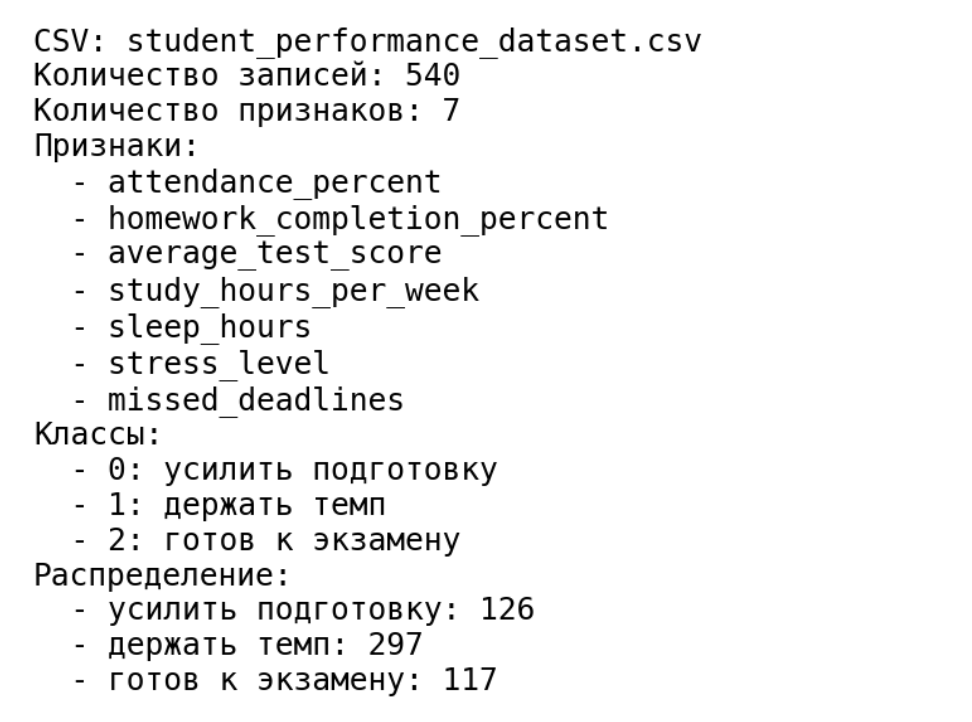 CSV: student_performance_dataset.csv
Количество записей: 540
Количество признаков: 7
Признаки:
- attendance_percent
- homework_completion_percent
- average_test_score
- study_hours_per_week
- sleep_hours
- stress_level
- missed_deadlines
Классы:
- 0: усилить подготовку
- 1: держать темп
- 2: готов к экзамену
Распределение:
- усилить подготовку: 126
- держать темп: 297
- готов к экзамену: 117